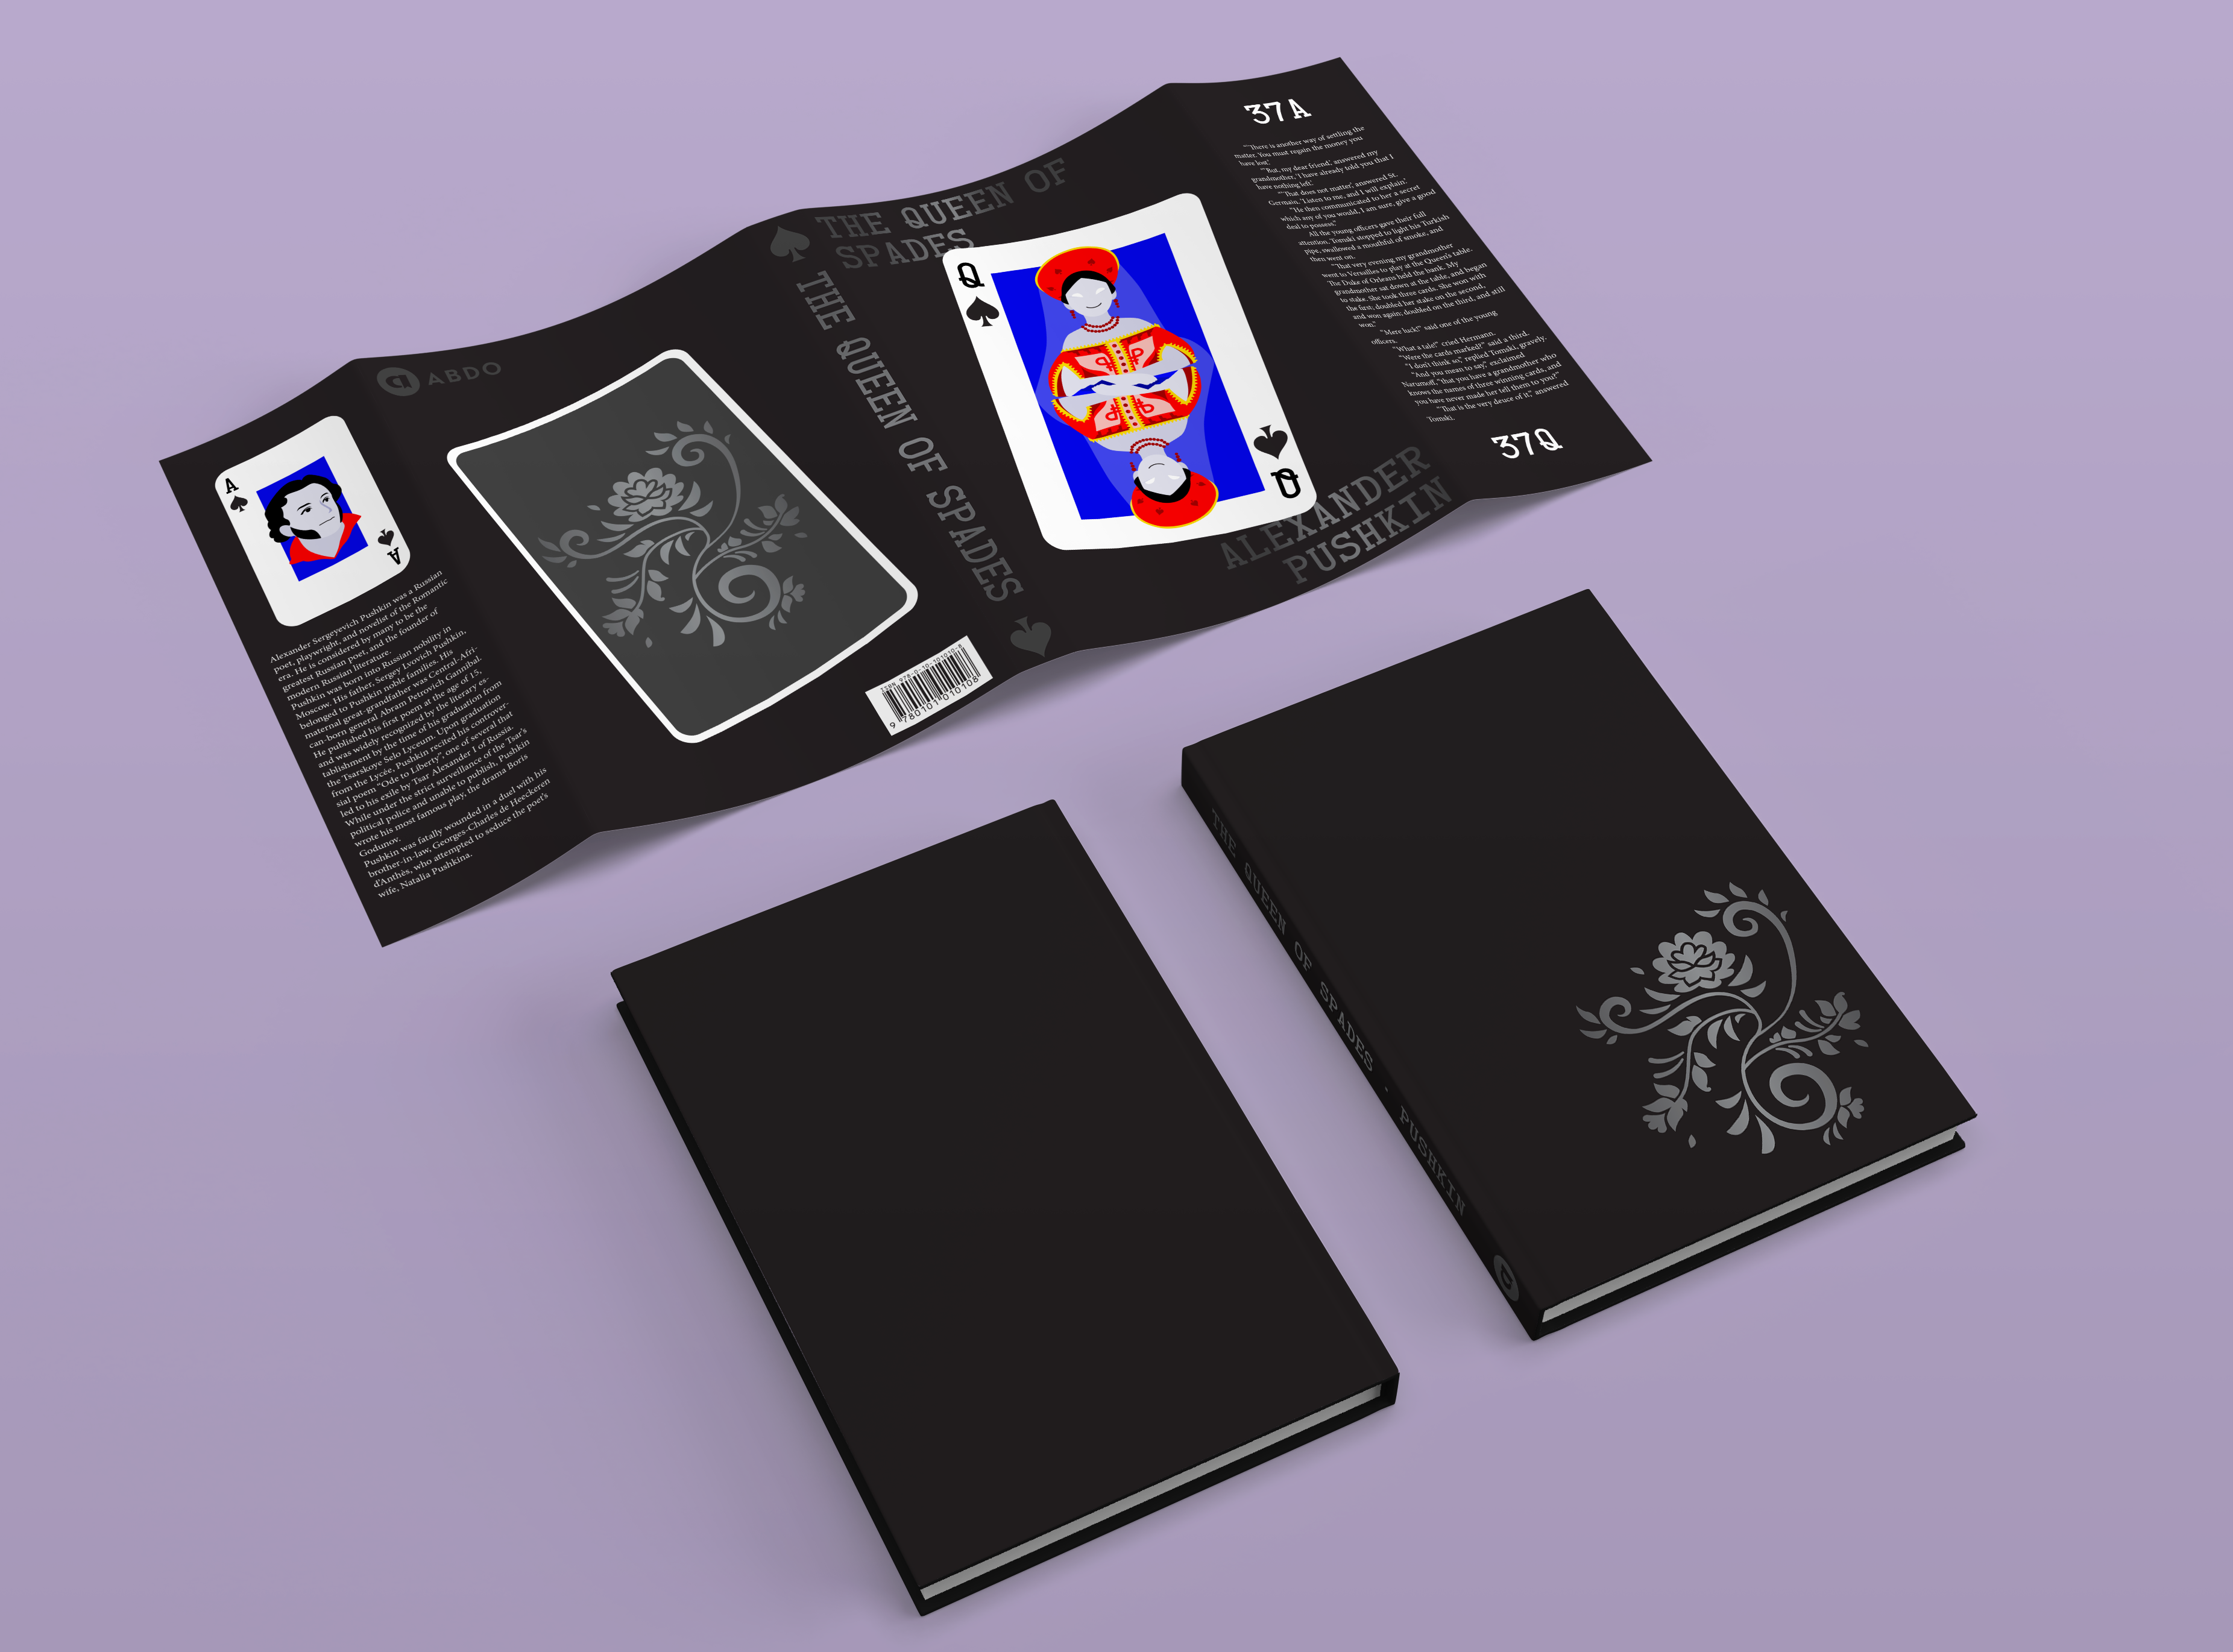 A
A
Alexander Sergeyevich Pushkin was a Russian
poet, playwright, and novelist of the Romantic
era. He is considered by many to be the
greatest Russian poet, and the founder of
modern Russian literature.
Pushkin was born into Russian nobility in
Moscow. His father, Sergey Lvovich Pushkin,
belonged to Pushkin noble families. His
maternal great-grandfather was Central-Afri-
can-born general Abram Petrovich Gannibal.
He published his first poem at the age of 15,
and was widely recognized by the literary es-
tablishment by the time of his graduation from
the Tsarskoye Selo Lyceum. Upon graduation
from the Lycée, Pushkin recited his controver-
sial poem "Ode to Liberty", one of several that
led to his exile by Tsar Alexander I of Russia.
While under the strict surveillance of the Tsar's
political police and unable to publish, Pushkin
wrote his most famous play, the drama Boris
Godunov.
Pushkin was fatally wounded in a duel with his
brother-in-law, Georges-Charles de Heeckeren
d'Anthès, who attempted to seduce the poet's
wife, Natalia Pushkina.
a ABDO
ISBN 978-0-10-101010-8
9 780101 010108
THE QUEEN OF SPADES
THE QUEEN OF
SPADES
Q
Q
ALEXANDER
PUSHKIN
37A
"'There is another way of settling the
matter. You must regain the money you
have lost.'
"'But, my dear friend,' answered my
grandmother, 'I have already told you that I
have nothing left.'
"'That does not matter,' answered St.
Germain. 'Listen to me, and I will explain.'
"He then communicated to her a secret
which any of you would, I am sure, give a good
deal to possess."
All the young officers gave their full
attention. Tomski stopped to light his Turkish
pipe, swallowed a mouthful of smoke, and
then went on.
"That very evening my grandmother
went to Versailles to play at the Queen's table.
The Duke of Orleans held the bank. My
grandmother sat down at the table, and began
to stake. She took three cards. She won with
the first, doubled her stake on the second,
and won again; doubled on the third, and still
won."
"Mere luck!" said one of the young
officers.
"What a tale!" cried Hermann.
"Were the cards marked?" said a third.
"I don't think so," replied Tomski, gravely.
"And you mean to say," exclaimed
Narumoff, "that you have a grandmother who
knows the names of three winning cards, and
you have never made her tell them to you?"
"That is the very deuce of it," answered
Tomski.
37Q
THE QUEEN OF SPADES · PUSHKIN